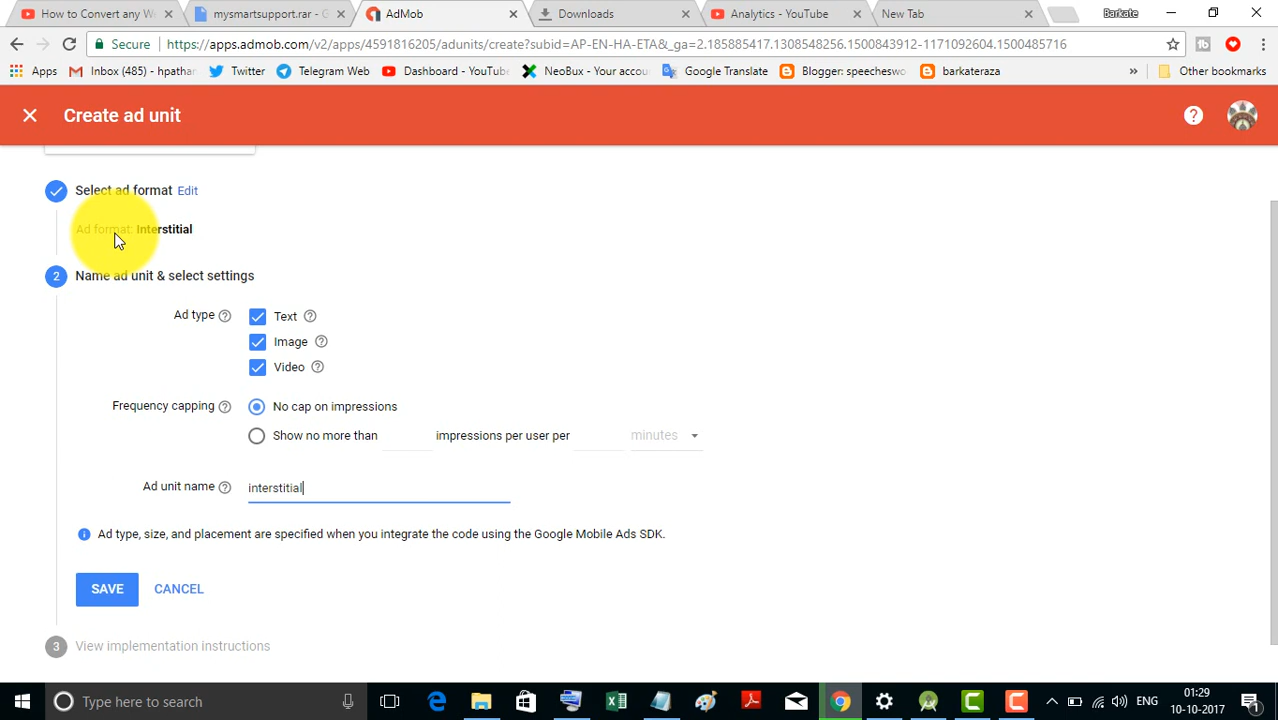 How to Convert any W
mysmartsupport.rar - G
AdMob
Downloads
Analytics - YouTube
New Tab
Barkate
Secure
https://apps.admob.com/v2/apps/4591816205/adunits/create?subid=AP-EN-HA-ETA&_ga=2.185885417.1308548256.1500843912-1171092604.1500485716
Apps
Inbox (485) - hpathan
Twitter
Telegram Web
Dashboard - YouTube
NeoBux - Your accou
Google Translate
Blogger: speecheswo
barkateraza
»
Other bookmarks
Create ad unit
Select ad format Edit
Ad format: Interstitial
2 Name ad unit & select settings
Ad type
Text
Image
Video
Frequency capping
No cap on impressions
Show no more than impressions per user per minutes
Ad unit name
interstitial
Ad type, size, and placement are specified when you integrate the code using the Google Mobile Ads SDK.
SAVE CANCEL
3 View implementation instructions
Type here to search
ENG
01:29
10-10-2017